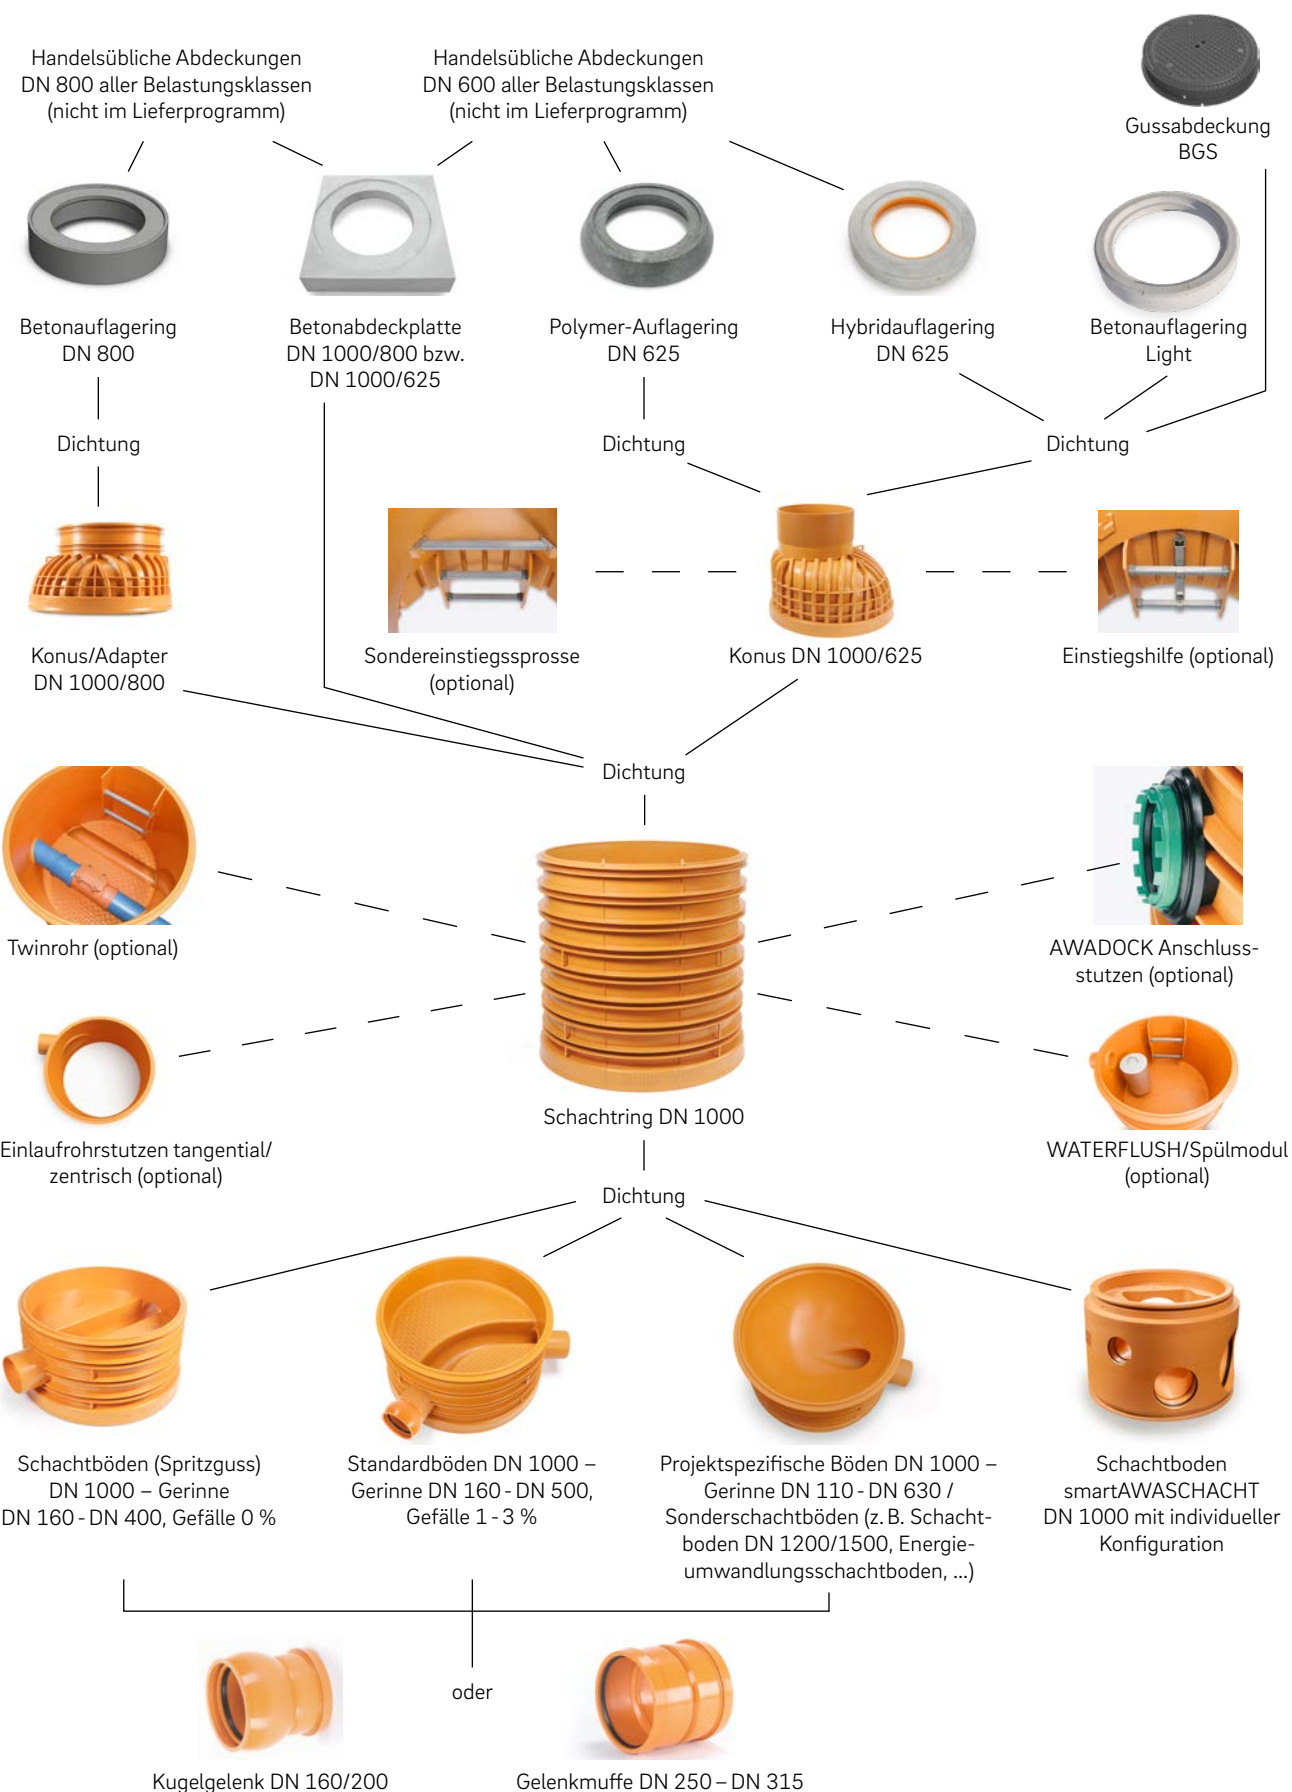 Handelsübliche Abdeckungen
DN 800 aller Belastungsklassen
(nicht im Lieferprogramm)
Handelsübliche Abdeckungen
DN 600 aller Belastungsklassen
(nicht im Lieferprogramm)
Gussabdeckung
BGS
Betonauflagering
DN 800
Betonabdeckplatte
DN 1000/800 bzw.
DN 1000/625
Polymer-Auflagering
DN 625
Hybridauflagering
DN 625
Betonauflagering
Light
Dichtung
Dichtung
Dichtung
Konus/Adapter
DN 1000/800
Sondereinstiegssprosse
(optional)
Konus DN 1000/625
Einstiegshilfe (optional)
Dichtung
Twinrohr (optional)
AWADOCK Anschluss-
stutzen (optional)
Schachtring DN 1000
Einlaufrohrstutzen tangential/
zentrisch (optional)
WATERFLUSH/Spülmodul
(optional)
Dichtung
Schachtböden (Spritzguss)
DN 1000 – Gerinne
DN 160 - DN 400, Gefälle 0 %
Standardböden DN 1000 –
Gerinne DN 160 - DN 500,
Gefälle 1 - 3 %
Projektspezifische Böden DN 1000 –
Gerinne DN 110 - DN 630 /
Sonderschachtböden (z. B. Schacht-
boden DN 1200/1500, Energie-
umwandlungsschachtboden, ...)
Schachtboden
smartAWASCHACHT
DN 1000 mit individueller
Konfiguration
oder
Kugelgelenk DN 160/200
Gelenkmuffe DN 250 – DN 315